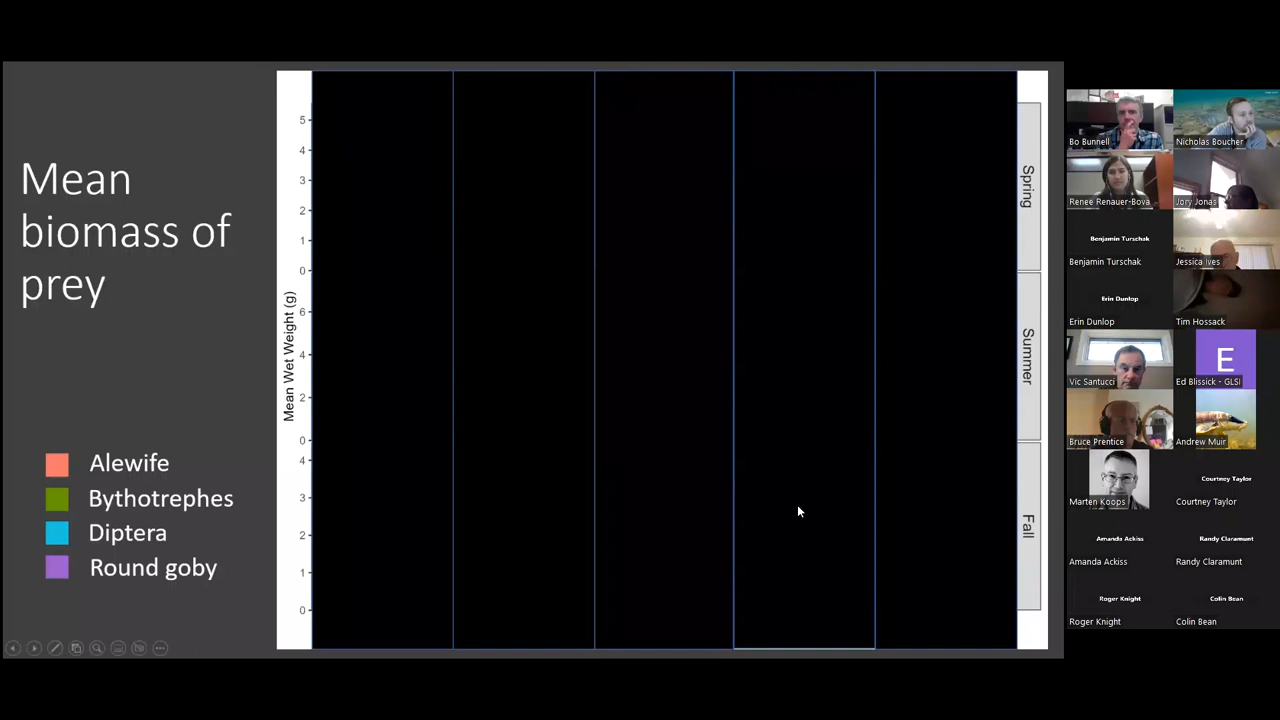 Mean
biomass of
prey
Alewife
Bythotrephes
Diptera
Round goby
Mean Wet Weight (g)
5
4
3
2
1
0
6
4
2
0
4
3
2
1
0
Spring
Summer
Fall
Bo Bunnell
Nicholas Boucher
Renee Renauer-Bova
Jory Jonas
Benjamin Turschak
Benjamin Turschak
Jessica Ives
Erin Dunlop
Erin Dunlop
Tim Hossack
Vic Santucci
E
Ed Blissick - GLSI
Bruce Prentice
Andrew Muir
Marten Koops
Courtney Taylor
Courtney Taylor
Amanda Ackiss
Amanda Ackiss
Randy Claramunt
Randy Claramunt
Roger Knight
Roger Knight
Colin Bean
Colin Bean